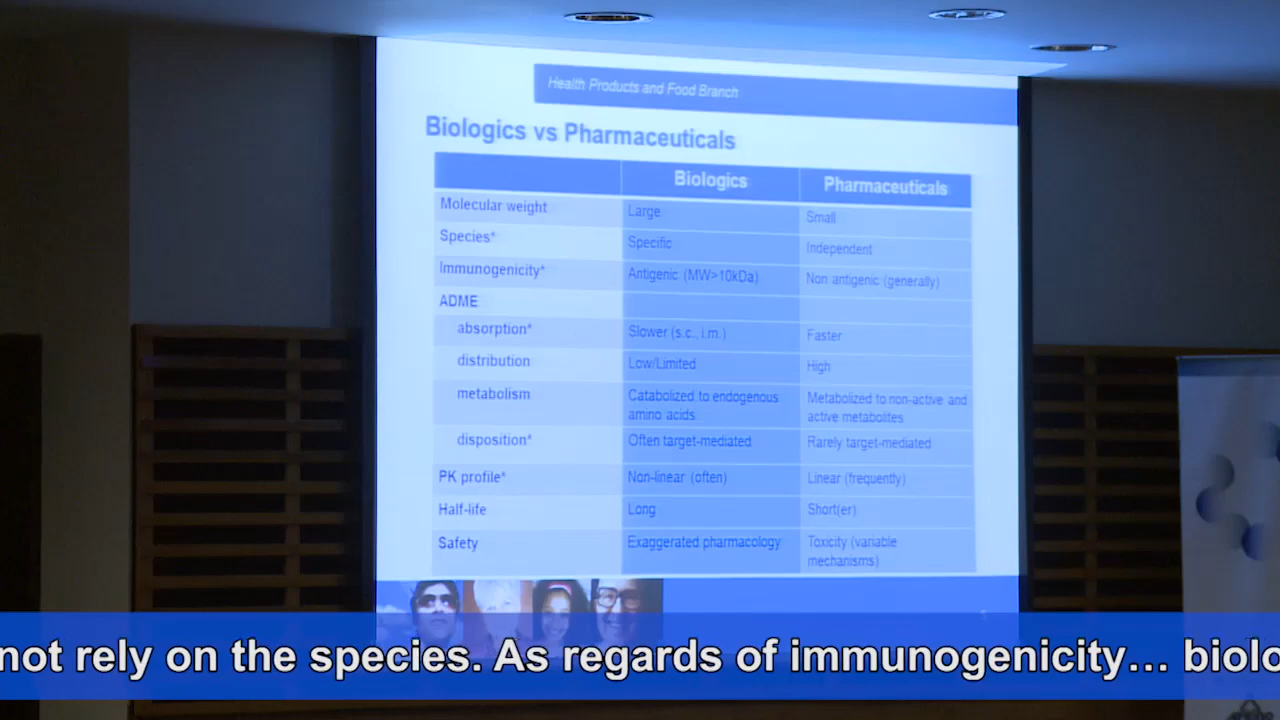 Health Products and Food Branch
Biologics vs Pharmaceuticals
Biologics Pharmaceuticals
Molecular weight Large Small
Species* Specific Independent
Immunogenicity* Antigenic (MW>10kDa) Non antigenic (generally)
ADME
absorption* Slower (s.c., i.m.) Faster
distribution Low/Limited High
metabolism Catabolized to endogenous amino acids Metabolized to non-active and active metabolites
disposition* Often target-mediated Rarely target-mediated
PK profile* Non-linear (often) Linear (frequently)
Half-life Long Short(er)
Safety Exaggerated pharmacology Toxicity (variable mechanisms)
not rely on the species. As regards of immunogenicity… biolo